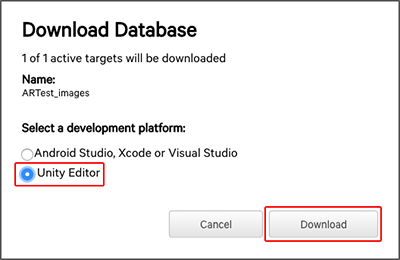 Download Database
1 of 1 active targets will be downloaded
Name:
ARTest_images
Select a development platform:
Android Studio, Xcode or Visual Studio
Unity Editor
Cancel
Download